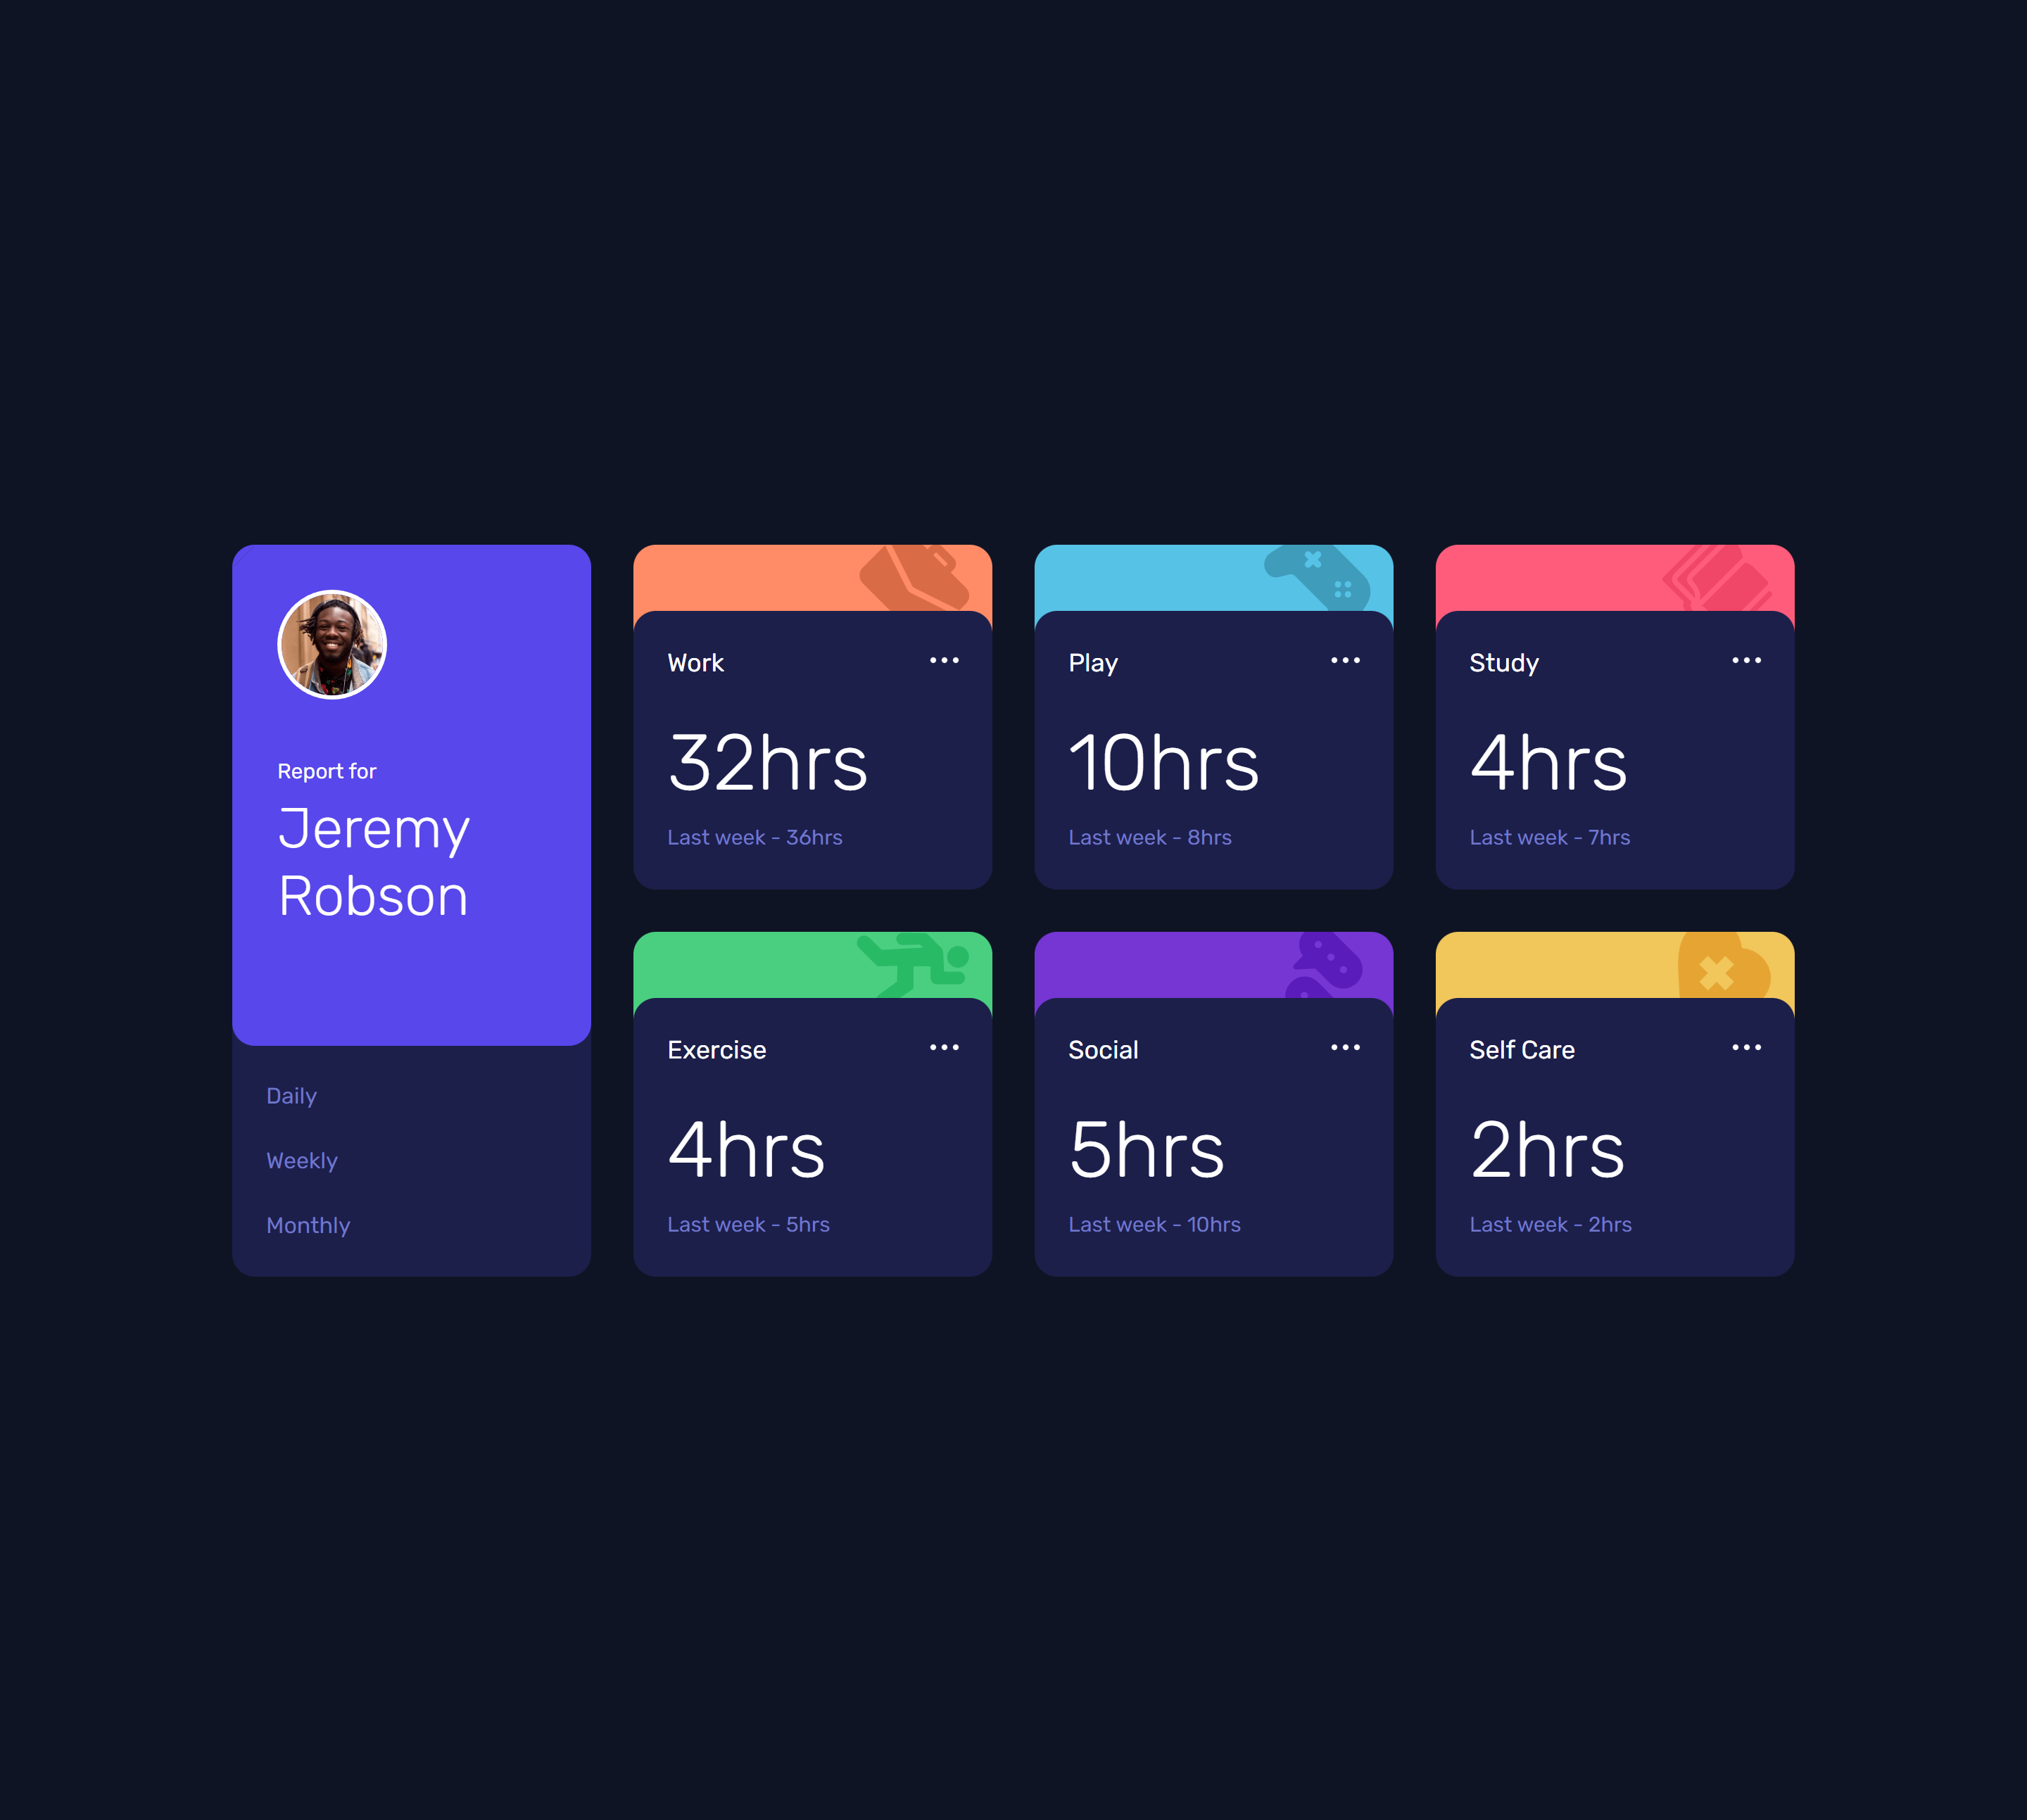 Report for
Jeremy
Robson
Daily
Weekly
Monthly
Work
32hrs
Last week - 36hrs
Play
10hrs
Last week - 8hrs
Study
4hrs
Last week - 7hrs
Exercise
4hrs
Last week - 5hrs
Social
5hrs
Last week - 10hrs
Self Care
2hrs
Last week - 2hrs